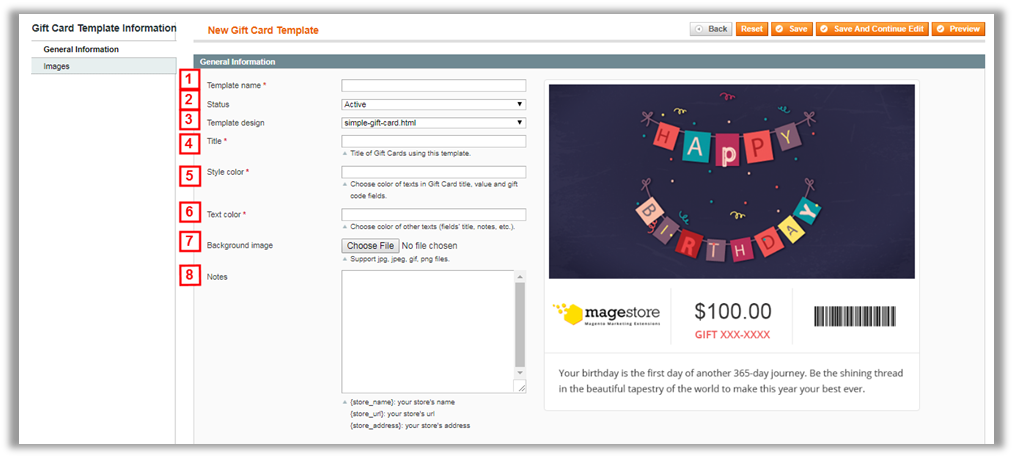 Gift Card Template Information
General Information
Images
New Gift Card Template
Back
Reset
Save
Save And Continue Edit
Preview
General Information
1
Template name *
2
Status
Active
3
Template design
simple-gift-card.html
4
Title *
Title of Gift Cards using this template.
5
Style color *
Choose color of texts in Gift Card title, value and gift
code fields.
6
Text color *
Choose color of other texts (fields' title, notes, etc.).
7
Background image
Choose File No file chosen
Support jpg, jpeg, gif, png files.
8
Notes
{store_name}: your store's name
{store_url}: your store's url
{store_address}: your store's address
HAppY
BiRTHDAY
magestore
Magento Marketing Extensions
$100.00
GIFT XXX-XXXX
Your birthday is the first day of another 365-day journey. Be the shining thread
in the beautiful tapestry of the world to make this year your best ever.